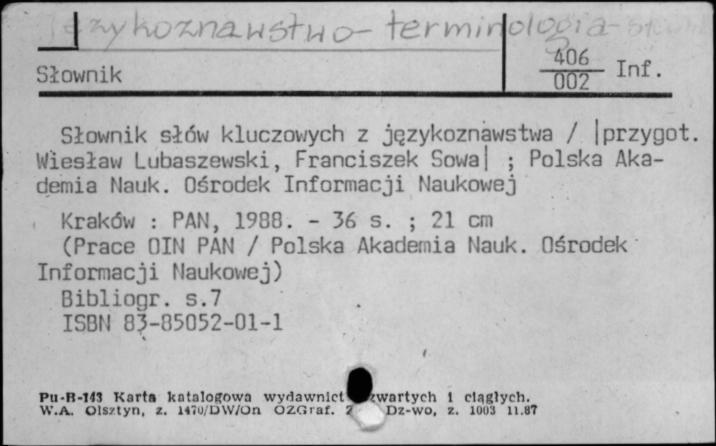 Językoznawstwo - terminologia -
Słownik
406
002
Inf.
Słownik słów kluczowych z językoznawstwa / |przygot.
Wiesław Lubaszewski, Franciszek Sowa| ; Polska Aka-
demia Nauk. Ośrodek Informacji Naukowej
Kraków : PAN, 1988. - 36 s. ; 21 cm
(Prace OIN PAN / Polska Akademia Nauk. Ośrodek
Informacji Naukowej)
Bibliogr. s.7
ISBN 83-85052-01-1
Pu-B-143 Karta katalogowa wydawnict zwartych i ciągłych.
W.A. Olsztyn, z. 1470/DW/On OZGraf. Dz-wo, z. 1003 11.87